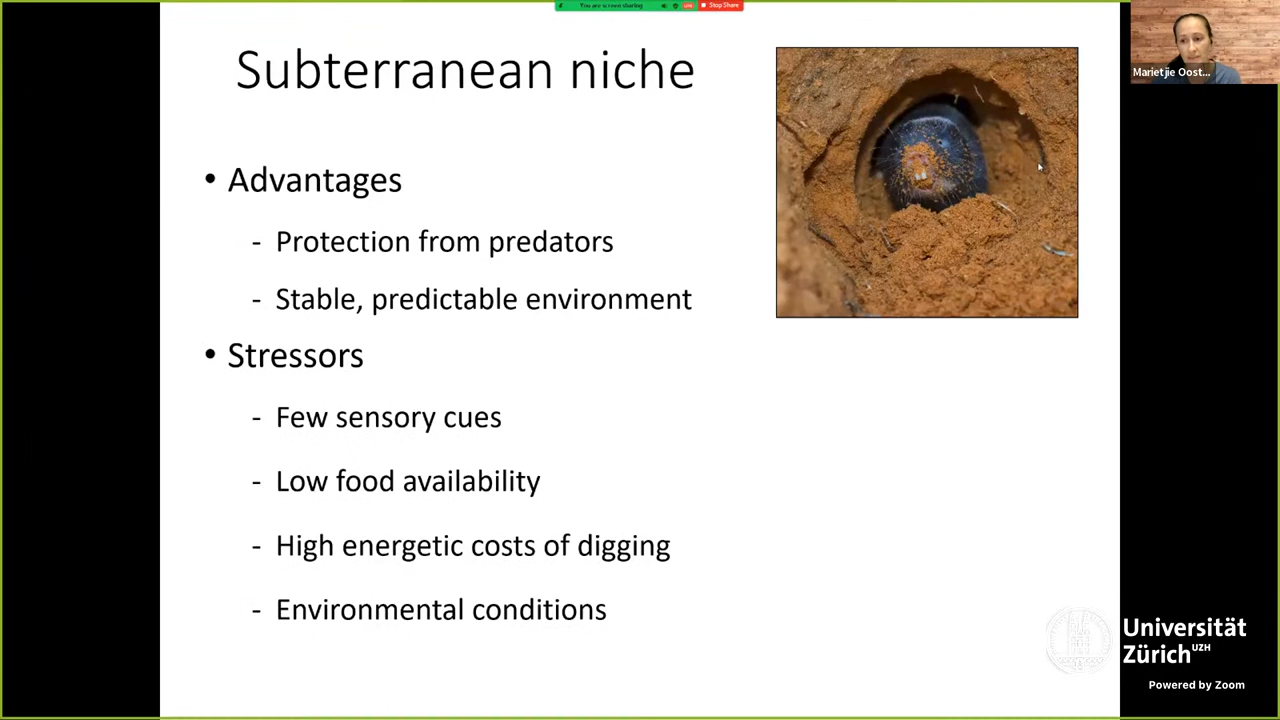 You are screen sharing
Stop Share
Marietjie Oost...
Subterranean niche
• Advantages
- Protection from predators
- Stable, predictable environment
• Stressors
- Few sensory cues
- Low food availability
- High energetic costs of digging
- Environmental conditions
Universität
Zürich UZH
Powered by Zoom